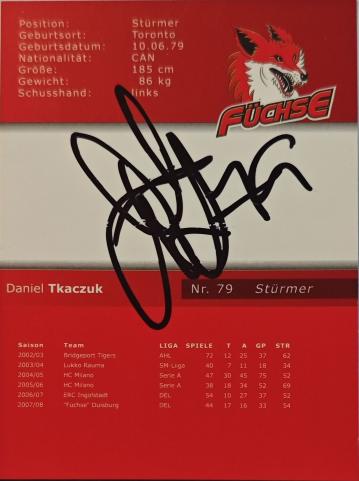 Position: Stürmer
Geburtsort: Toronto
Geburtsdatum: 10.06.79
Nationalität: CAN
Größe: 185 cm
Gewicht: 86 kg
Schusshand: links
FÜCHSE
Daniel Tkaczuk Nr. 79 Stürmer
Saison Team LIGA SPIELE T A GP STR
2002/03 Bridgeport Tigers AHL 72 12 25 37 62
2003/04 Lukko Rauma SM-Liiga 40 7 11 18 34
2004/05 HC Milano Serie A 47 30 45 75 52
2005/06 HC Milano Serie A 38 18 34 52 69
2006/07 ERC Ingolstadt DEL 54 10 27 37 52
2007/08 "Füchse" Duisburg DEL 44 17 16 33 54